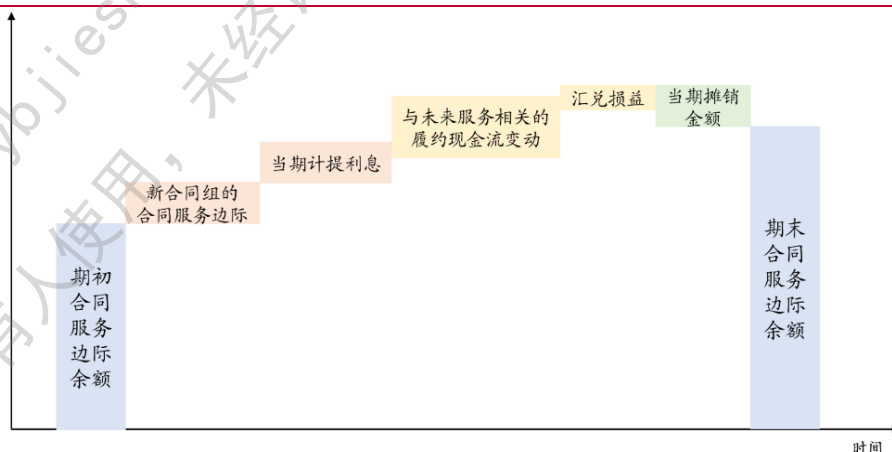 汇兑损益
当期摊销
金额
与未来服务相关的
履约现金流变动
当期计提利息
新合同组的
合同服务边际
期初
合同
服务
边际
余额
期末
合同
服务
边际
余额
时间